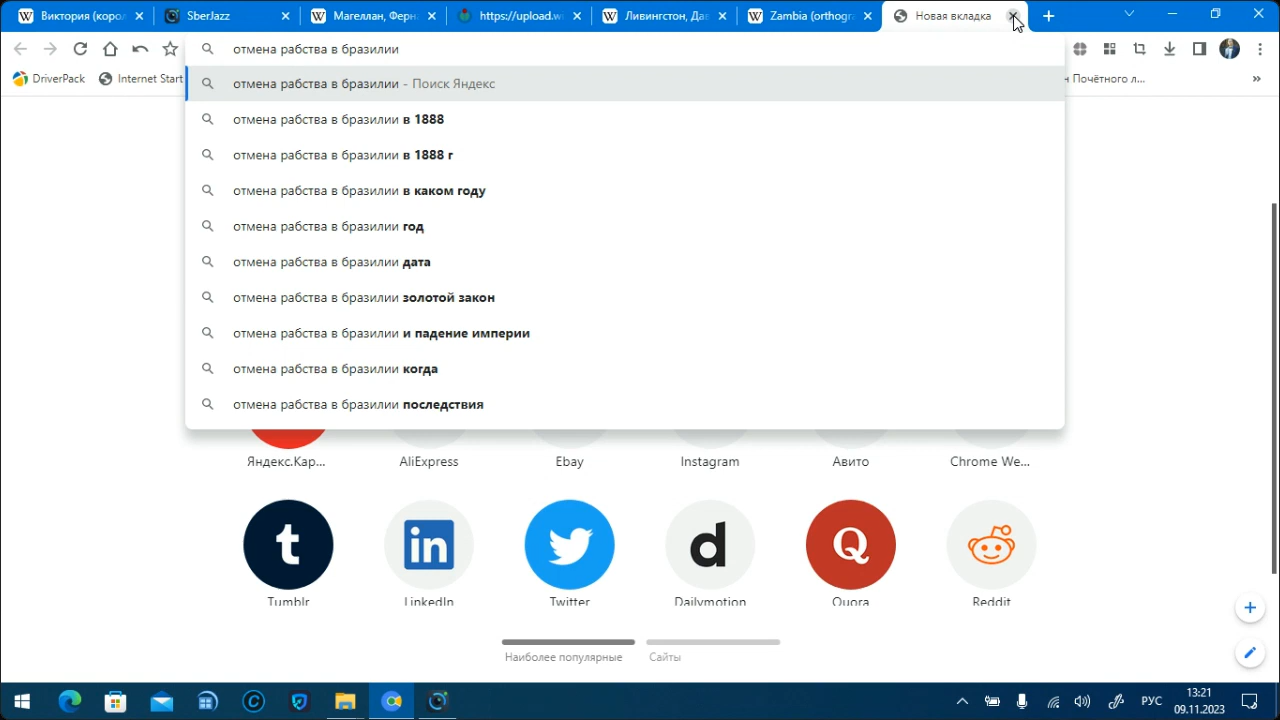 Виктория (корол
SberJazz
Магеллан, Ферн
https://upload.w
Ливингстон, Дав
Zambia (orthogra
Новая вкладка
отмена рабства в бразилии
DriverPack
Internet Start
н Почётного л...
»
отмена рабства в бразилии - Поиск Яндекс
отмена рабства в бразилии в 1888
отмена рабства в бразилии в 1888 г
отмена рабства в бразилии в каком году
отмена рабства в бразилии год
отмена рабства в бразилии дата
отмена рабства в бразилии золотой закон
отмена рабства в бразилии и падение империи
отмена рабства в бразилии когда
отмена рабства в бразилии последствия
Яндекс.Кар...
AliExpress
Ebay
Instagram
Авито
Chrome We...
Tumblr
LinkedIn
Twitter
Dailymotion
Quora
Reddit
Наиболее популярные
Сайты
РУС
13:21
09.11.2023